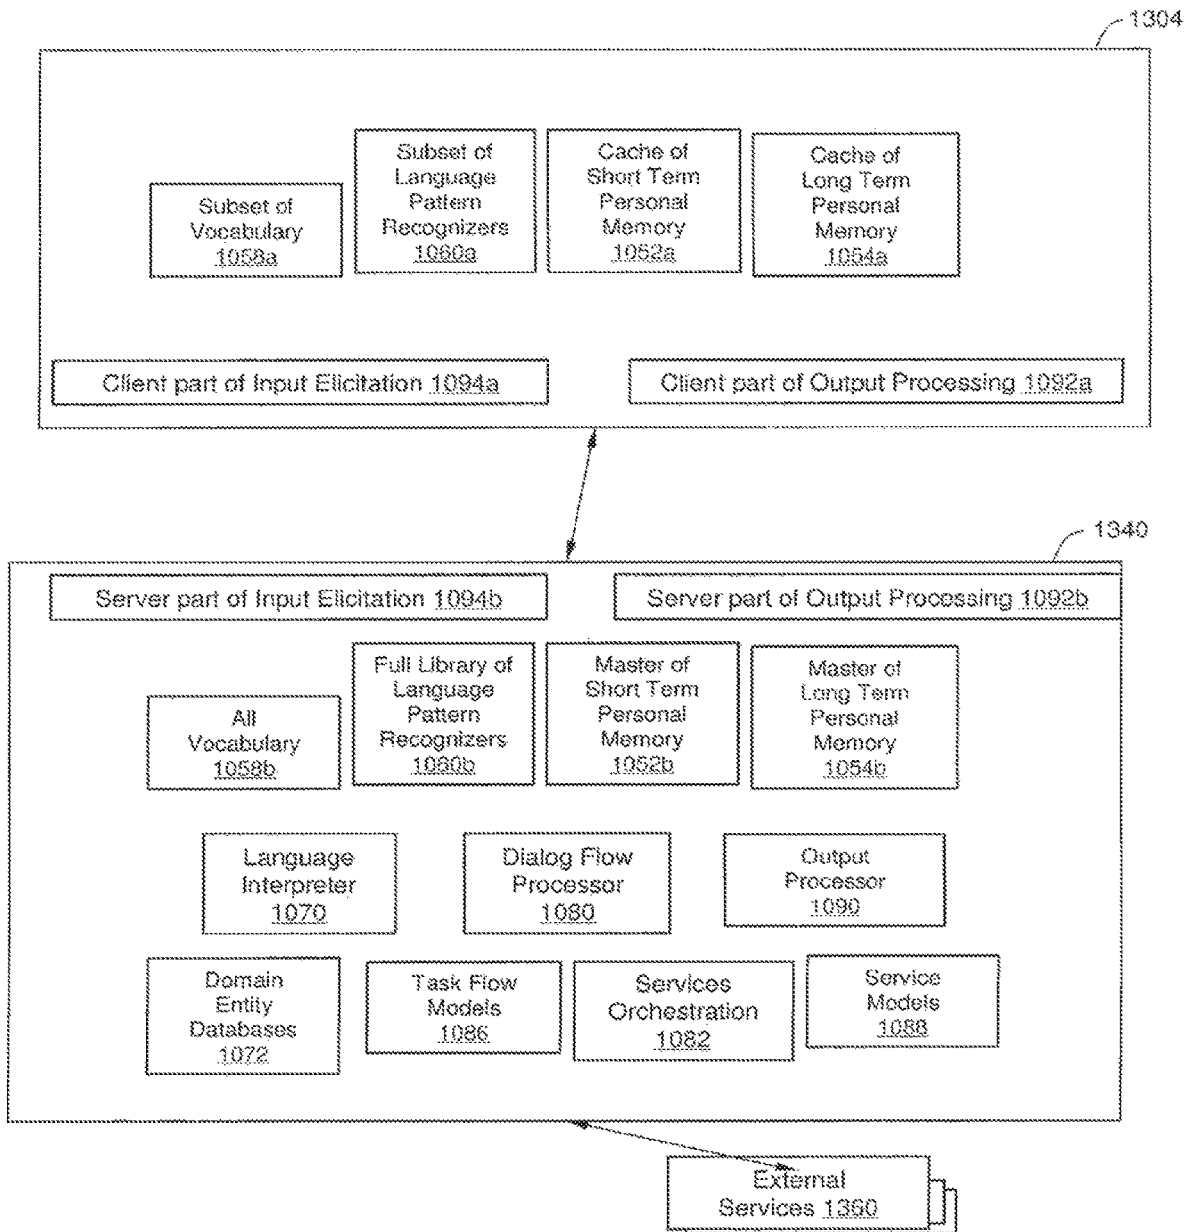 1304
Subset of
Vocabulary
1058a
Subset of
Language
Pattern
Recognizers
1060a
Cache of
Short Term
Personal
Memory
1052a
Cache of
Long Term
Personal
Memory
1054a
Client part of Input Elicitation 1094a
Client part of Output Processing 1092a
1340
Server part of Input Elicitation 1094b
Server part of Output Processing 1092b
All
Vocabulary
1058b
Full Library of
Language
Pattern
Recognizers
1060b
Master of
Short Term
Personal
Memory
1052b
Master of
Long Term
Personal
Memory
1054b
Language
Interpreter
1070
Dialog Flow
Processor
1080
Output
Processor
1090
Domain
Entity
Databases
1072
Task Flow
Models
1086
Services
Orchestration
1082
Service
Models
1088
External
Services 1360